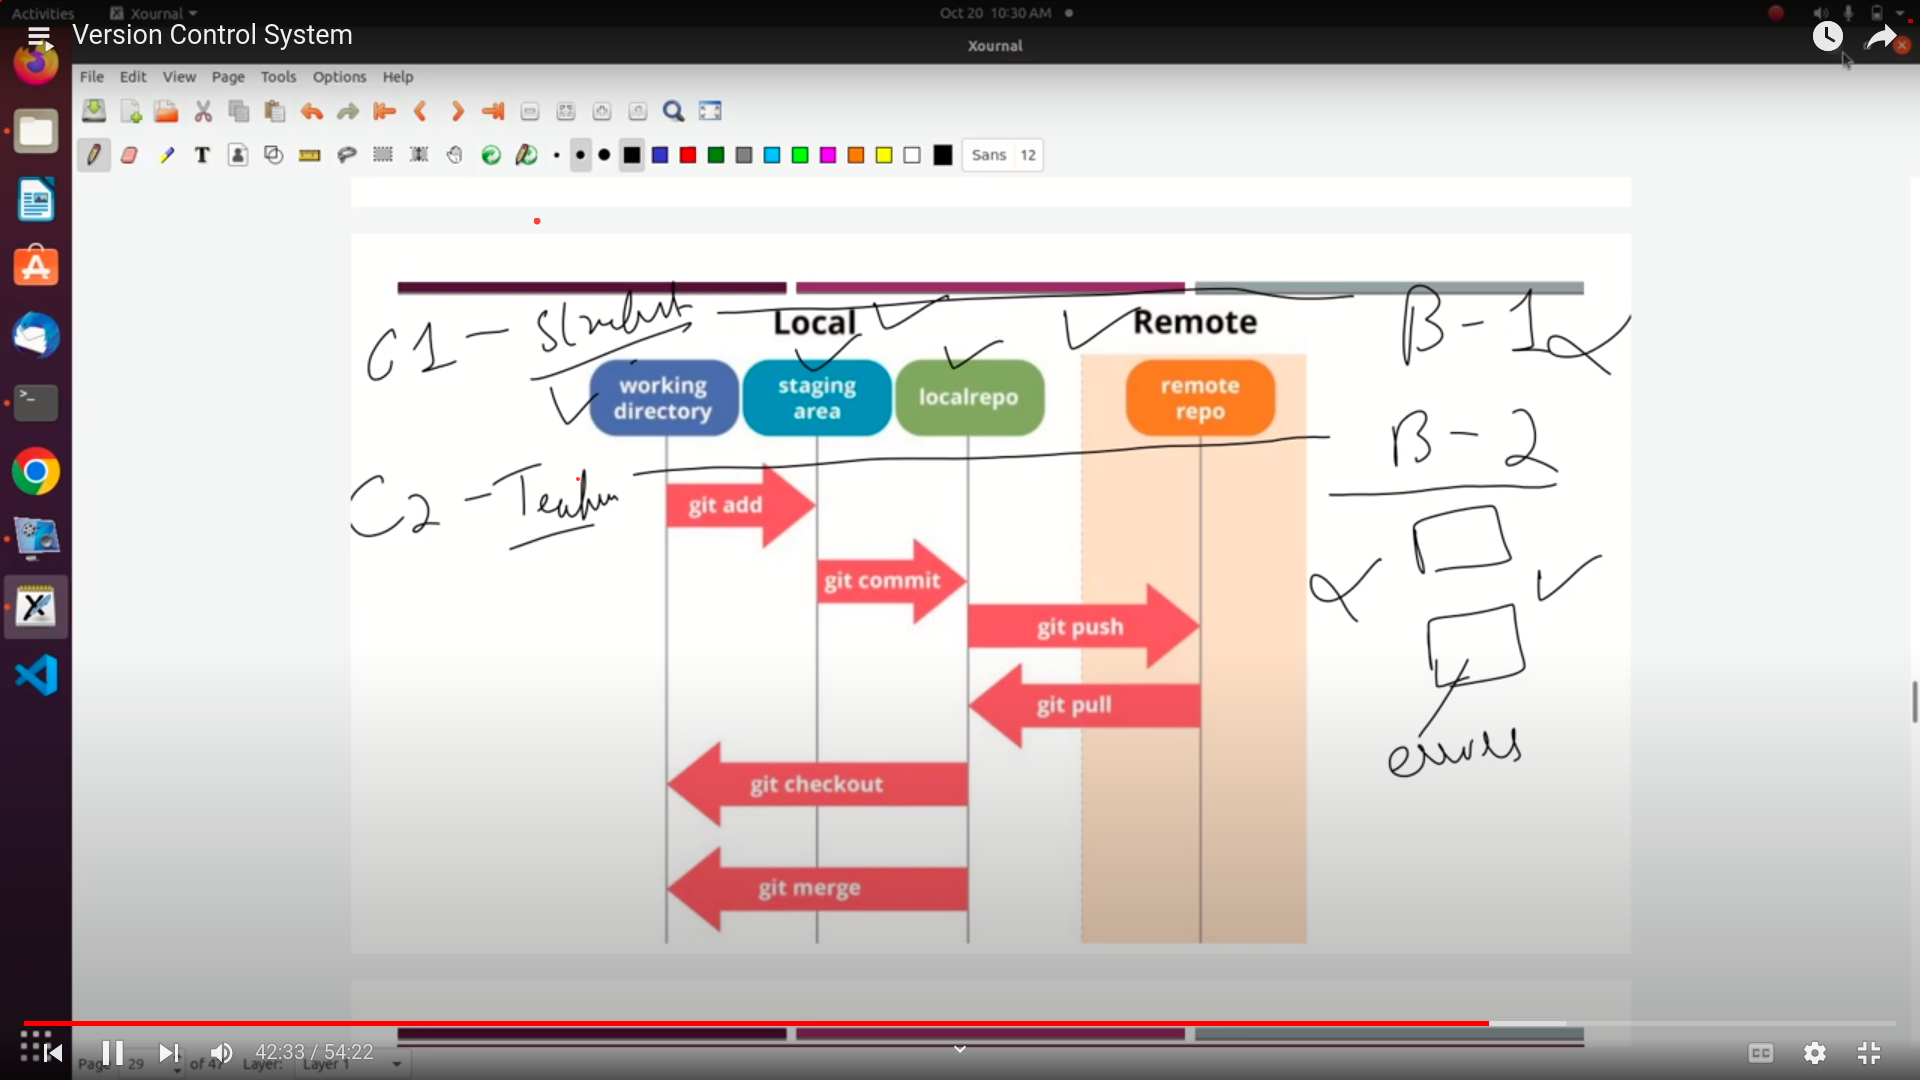 Activities Xournal Oct 20 10:30 AM
Version Control System
Xournal
File Edit View Page Tools Options Help
Sans 12
C1 - Student B - 1
Local Remote
working directory
staging area
localrepo
remote repo
B - 2
C2 -
git add
git commit
git push
git pull
errors
git checkout
git merge
42:33 / 54:22
Page 29 of 47 Layer: Layer 1
CC